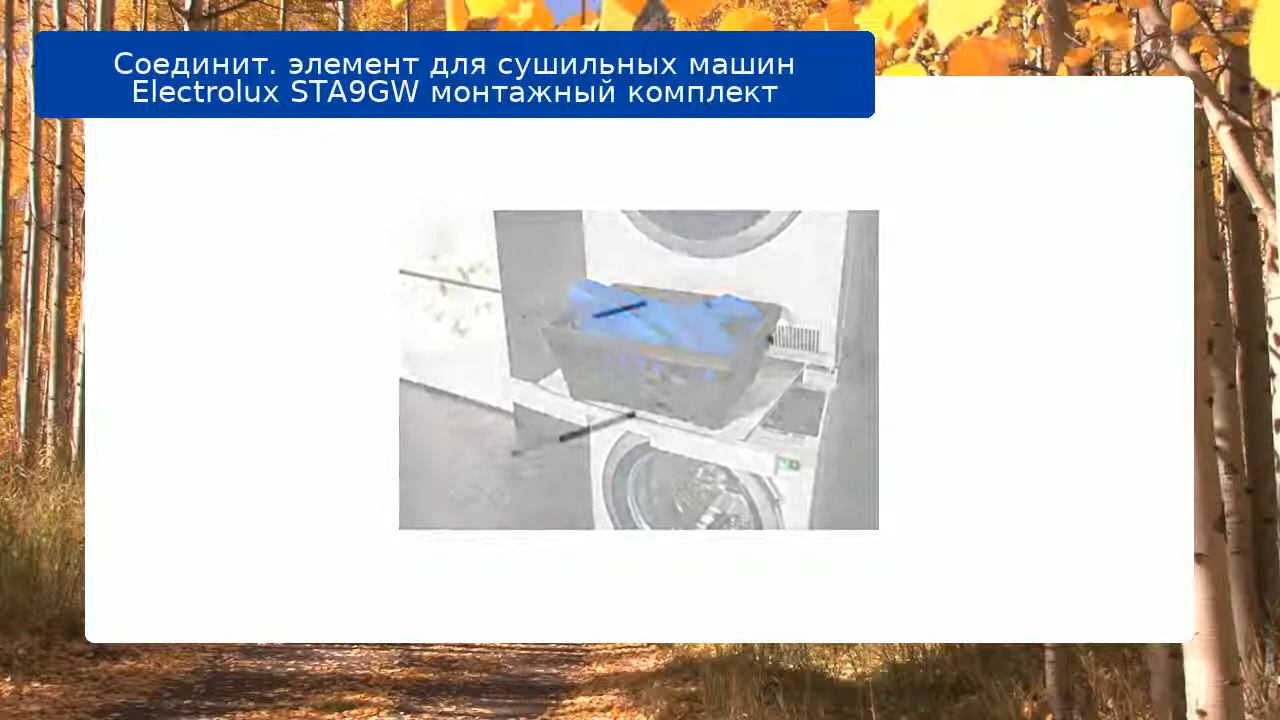 Соединит. элемент для сушильных машин
Electrolux STA9GW монтажный комплект